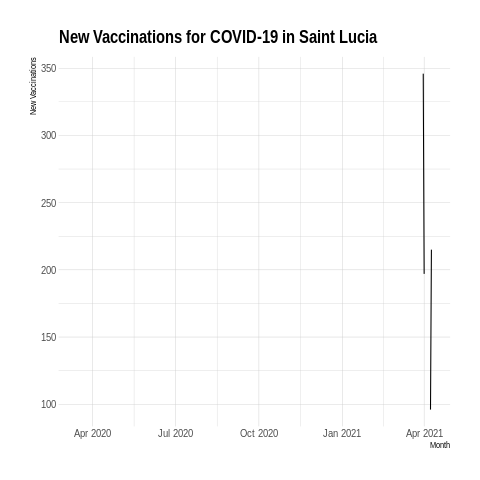 New Vaccinations for COVID-19 in Saint Lucia
New Vaccinations
350
300
250
200
150
100
Apr 2020 Jul 2020 Oct 2020 Jan 2021 Apr 2021
Month